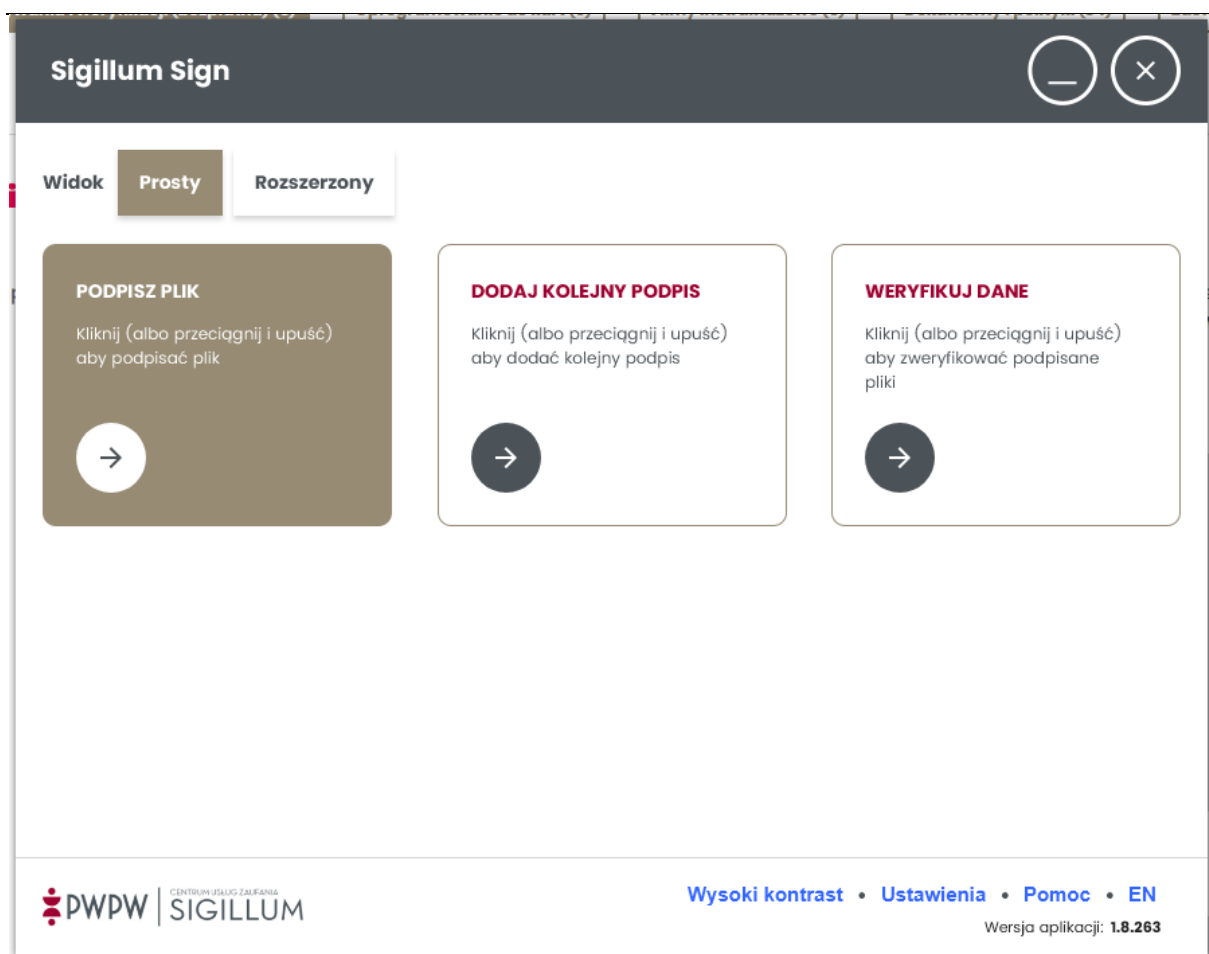 Sigillum Sign
Widok Prosty Rozszerzony
PODPISZ PLIK
Kliknij (albo przeciągnij i upuść)
aby podpisać plik
DODAJ KOLEJNY PODPIS
Kliknij (albo przeciągnij i upuść)
aby dodać kolejny podpis
WERYFIKUJ DANE
Kliknij (albo przeciągnij i upuść)
aby zweryfikować podpisane
pliki
PWPW
CENTRUM USŁUG ZAUFANIA
SIGILLUM
Wysoki kontrast • Ustawienia • Pomoc • EN
Wersja aplikacji: 1.8.263